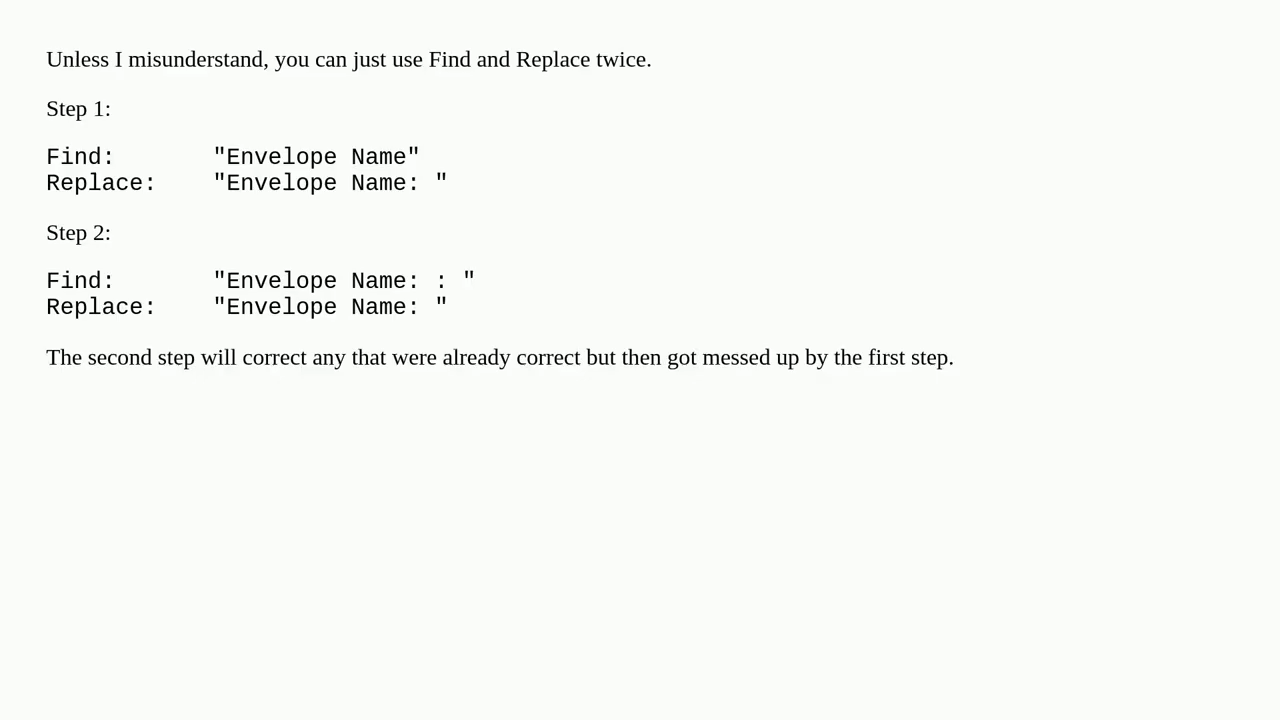 Unless I misunderstand, you can just use Find and Replace twice.
Step 1:
Find:       "Envelope Name"
Replace:    "Envelope Name: "
Step 2:
Find:       "Envelope Name: : "
Replace:    "Envelope Name: "
The second step will correct any that were already correct but then got messed up by the first step.